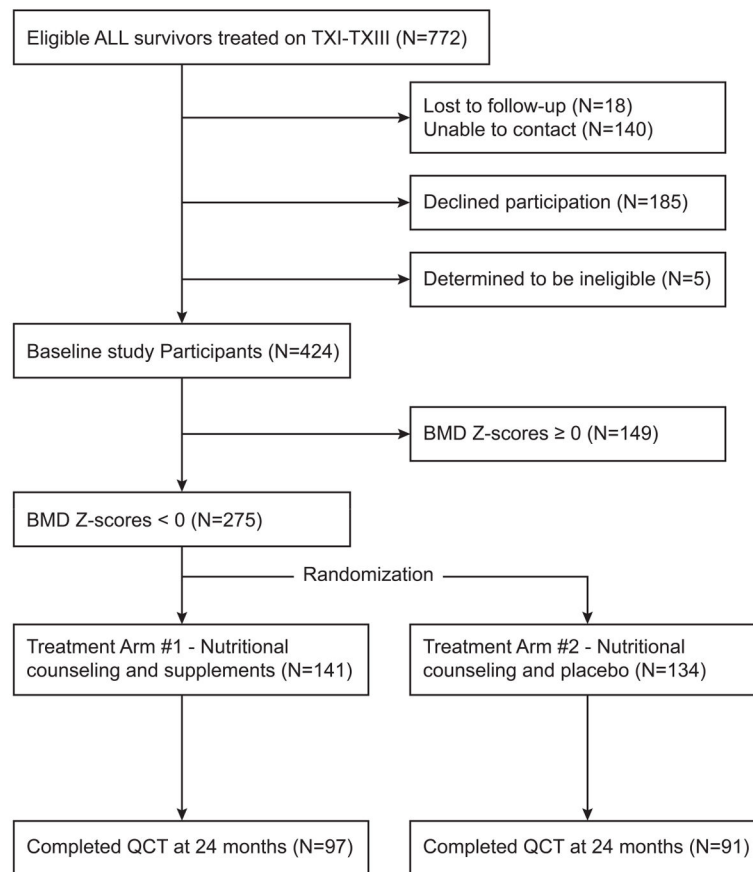 Eligible ALL survivors treated on TXI-TXIII (N=772)
Lost to follow-up (N=18)
Unable to contact (N=140)
Declined participation (N=185)
Determined to be ineligible (N=5)
Baseline study Participants (N=424)
BMD Z-scores ≥ 0 (N=149)
BMD Z-scores < 0 (N=275)
Randomization
Treatment Arm #1 - Nutritional
counseling and supplements (N=141)
Treatment Arm #2 - Nutritional
counseling and placebo (N=134)
Completed QCT at 24 months (N=97)
Completed QCT at 24 months (N=91)